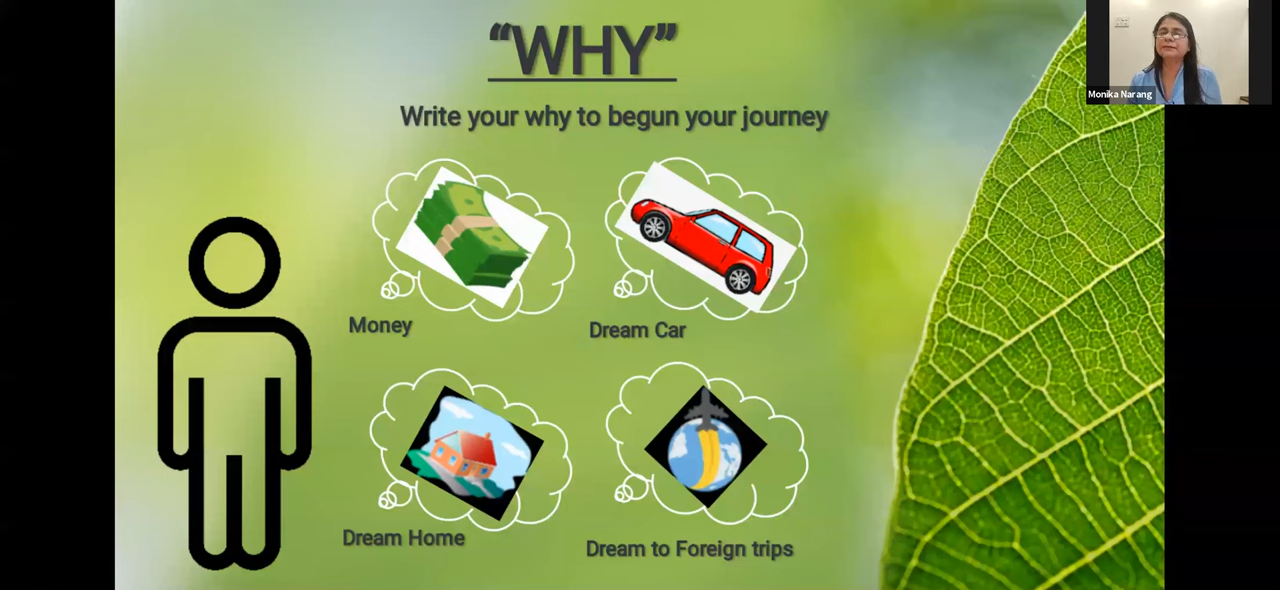 “WHY”
Write your why to begun your journey
Monika Narang
Money
Dream Car
Dream Home
Dream to Foreign trips